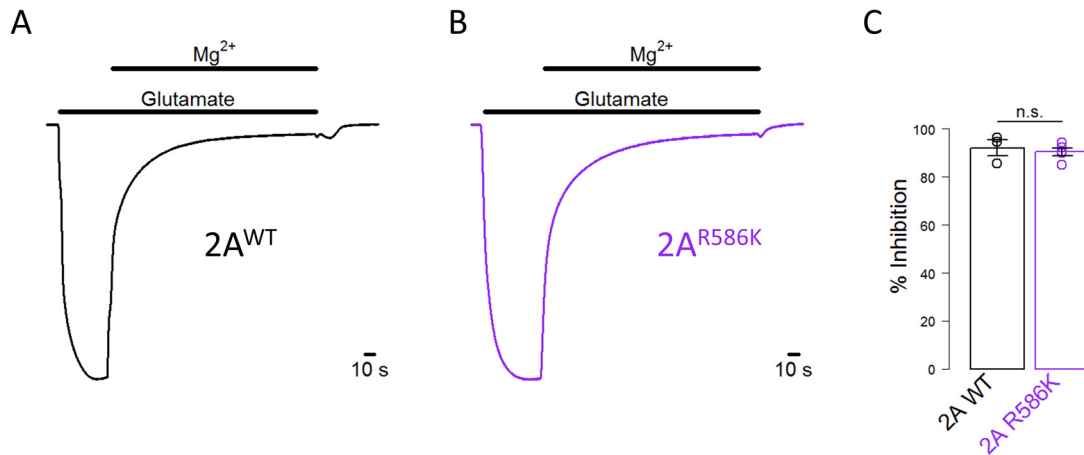 A
Mg2+
Glutamate
2AWT
10 s
B
Mg2+
Glutamate
2AR586K
10 s
C
n.s.
% Inhibition
100
80
60
40
20
0
2A WT
2A R586K